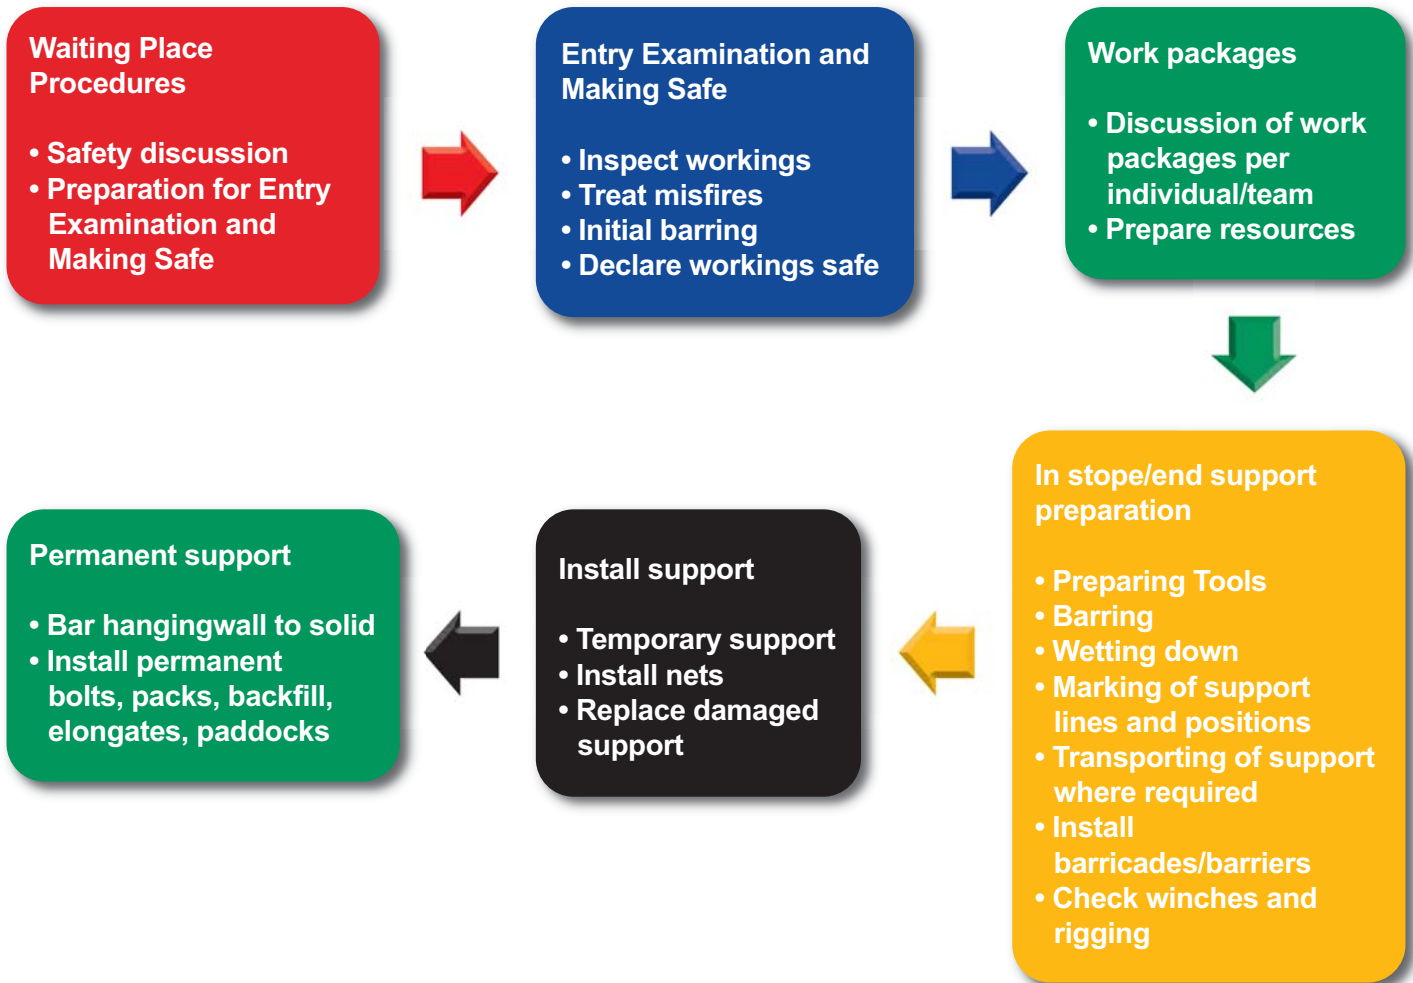 Waiting Place
Procedures
• Safety discussion
• Preparation for Entry
Examination and
Making Safe
Entry Examination and
Making Safe
• Inspect workings
• Treat misfires
• Initial barring
• Declare workings safe
Work packages
• Discussion of work
packages per
individual/team
• Prepare resources
In stope/end support
preparation
• Preparing Tools
• Barring
• Wetting down
• Marking of support
lines and positions
• Transporting of support
where required
• Install
barricades/barriers
• Check winches and
rigging
Install support
• Temporary support
• Install nets
• Replace damaged
support
Permanent support
• Bar hangingwall to solid
• Install permanent
bolts, packs, backfill,
elongates, paddocks